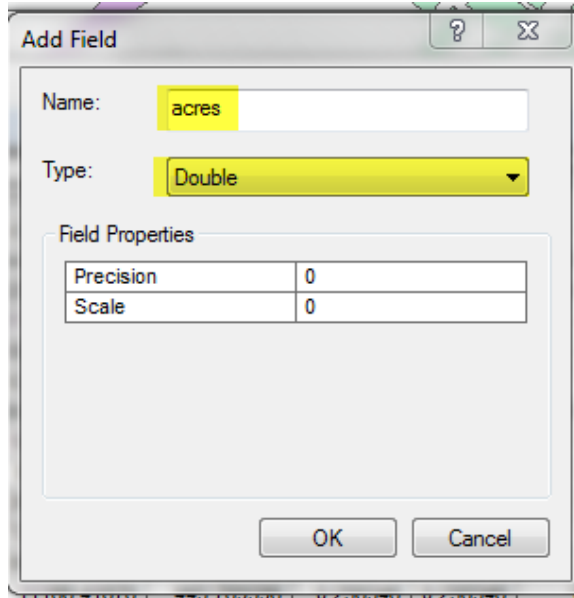 Add Field
Name: acres
Type: Double
Field Properties
Precision 0
Scale 0
OK Cancel